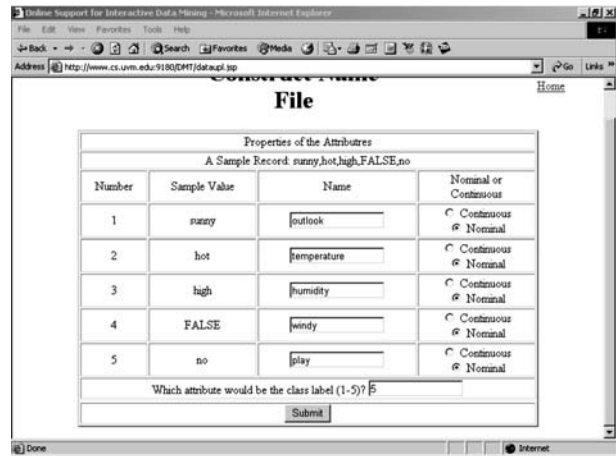 Online Support for Interactive Data Mining - Microsoft Internet Explorer
File Edit View Favorites Tools Help
Back Search Favorites Media
Address http://www.cs.uvm.edu:9180/DMT/dataupl.jsp Go Links »
Construct Name
Home
File
Properties of the Attributres
A Sample Record: sunny,hot,high,FALSE,no
Number Sample Value Name Nominal or
Continuous
1 sunny outlook Continuous
Nominal
2 hot temperature Continuous
Nominal
3 high humidity Continuous
Nominal
4 FALSE windy Continuous
Nominal
5 no play Continuous
Nominal
Which attribute would be the class label (1-5)? 5
Submit
Done Internet